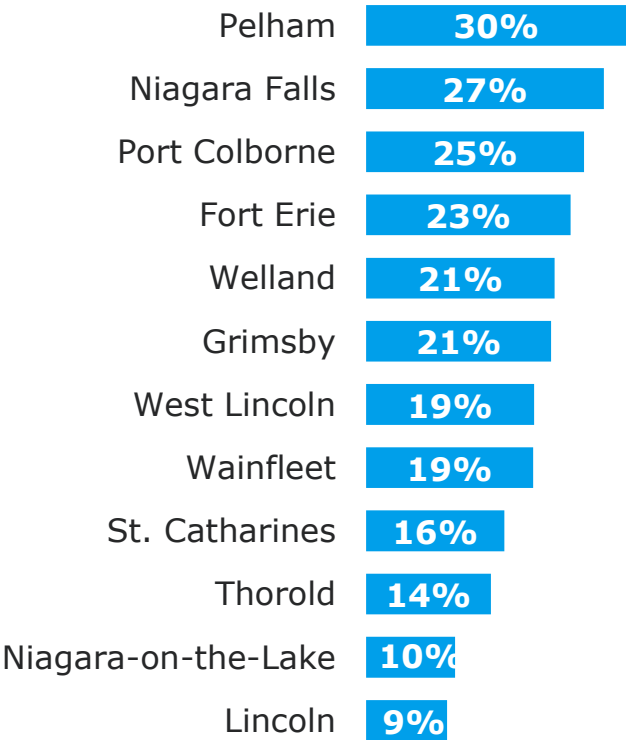 Pelham 30%
Niagara Falls 27%
Port Colborne 25%
Fort Erie 23%
Welland 21%
Grimsby 21%
West Lincoln 19%
Wainfleet 19%
St. Catharines 16%
Thorold 14%
Niagara-on-the-Lake 10%
Lincoln 9%